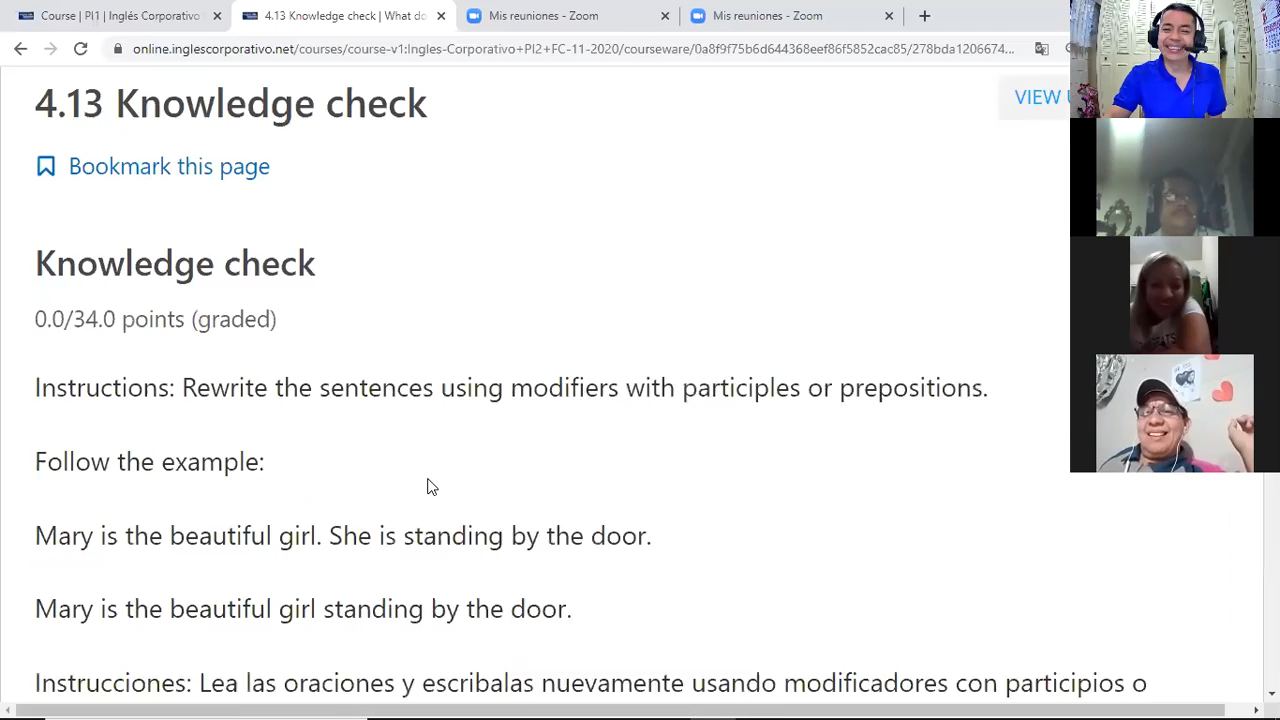 Course | PI1 | Inglés Corporativo
4.13 Knowledge check | What do
Mis reuniones - Zoom
Mis reuniones - Zoom
online.inglescorporativo.net/courses/course-v1:Ingles-Corporativo+PI2+FC-11-2020/courseware/
4.13 Knowledge check
VIEW
Bookmark this page
Knowledge check
0.0/34.0 points (graded)
Instructions: Rewrite the sentences using modifiers with participles or prepositions.
Follow the example:
Mary is the beautiful girl. She is standing by the door.
Mary is the beautiful girl standing by the door.
Instrucciones: Lea las oraciones y escribalas nuevamente usando modificadores con participios o